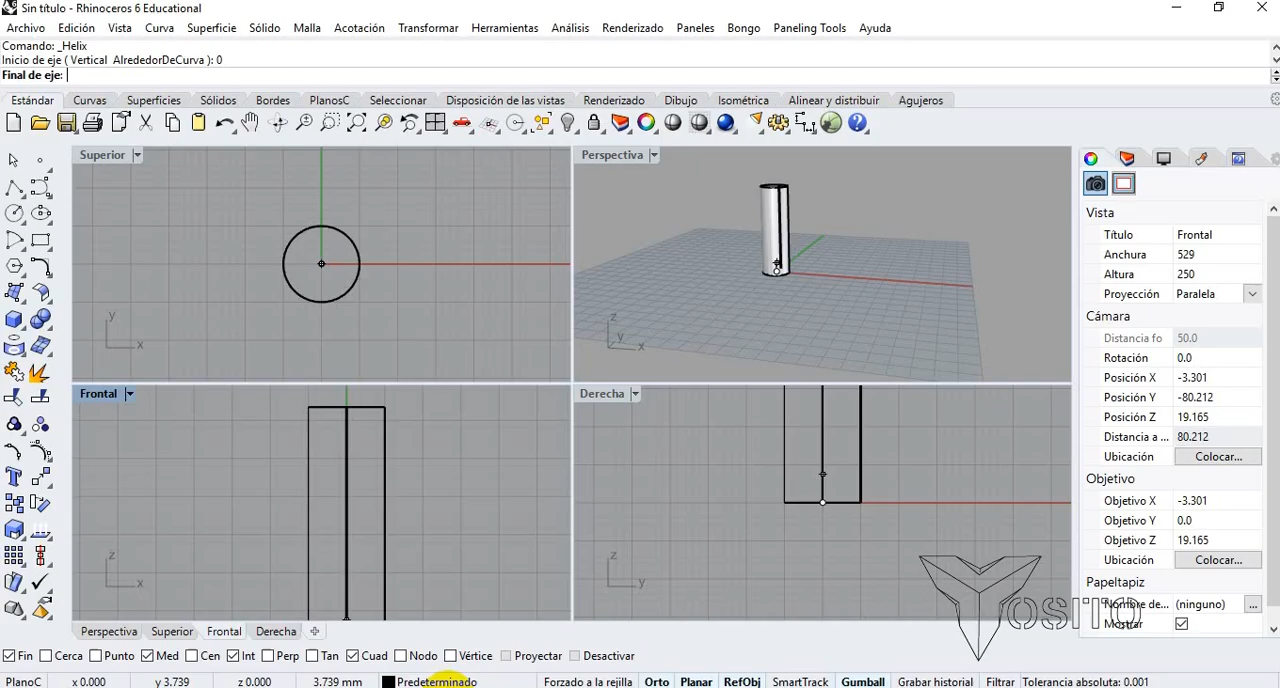 Sin título - Rhinoceros 6 Educational
Archivo Edición Vista Curva Superficie Sólido Malla Acotación Transformar Herramientas Análisis Renderizado Paneles Bongo Paneling Tools Ayuda
Comando: _Helix
Inicio de eje ( Vertical AlrededorDeCurva ): 0
Final de eje:
Estándar Curvas Superficies Sólidos Mallas Bordes PlanosC Seleccionar Disposición de las vistas Renderizado Dibujo Isométrica Alinear y distribuir Agujeros
Superior
y
x
Perspectiva
z
y
x
Frontal
z
x
Derecha
z
y
Vista
Título Frontal
Anchura 529
Altura 250
Proyección Paralela
Cámara
Distancia fo 50.0
Rotación 0.0
Posición X -3.301
Posición Y -80.212
Posición Z 19.165
Distancia a ... 80.212
Ubicación Colocar...
Objetivo
Objetivo X -3.301
Objetivo Y 0.0
Objetivo Z 19.165
Ubicación Colocar...
Papeltapiz
Nombre de... (ninguno) ...
Mostrar
YOSITO
Perspectiva Superior Frontal Derecha
Fin Cerca Punto Med Cen Int Perp Tan Cuad Nodo Vértice Proyectar Desactivar
PlanoC x 0.000 y 3.739 z 0.000 3.739 mm Predeterminado Forzado a la rejilla Orto Planar RefObj SmartTrack Gumball Grabar historial Filtrar Tolerancia absoluta: 0.001